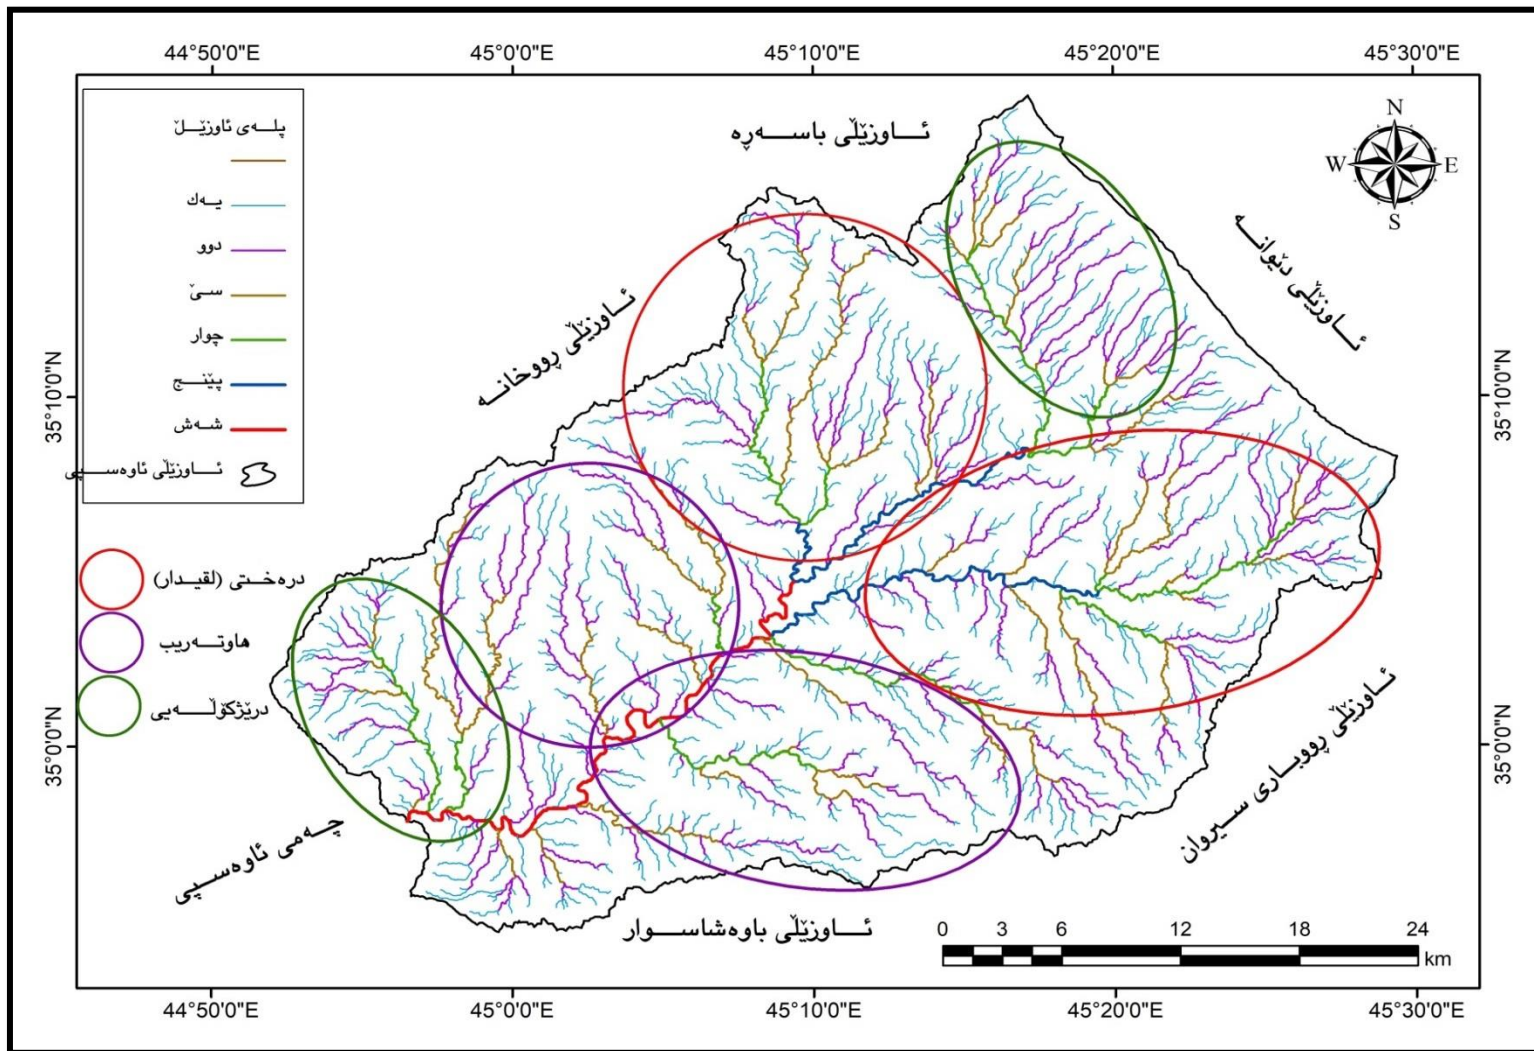 44°50'0"E 45°0'0"E 45°10'0"E 45°20'0"E 45°30'0"E
پلەی ئاوزێڵ
یەك
دوو
سێ
چوار
پێنج
شەش
ئاوزێڵی ئاوەسپی
درەختی (لقیدار)
هاوتەریب
درێژکۆڵەیی
ئاوزێڵی باسەڕە
ئاوزێڵی دێوانە
ئاوزێڵی ڕووخانە
ئاوزێڵی ڕووباری سیروان
چەمی ئاوەسپی
ئاوزێڵی باوەشاسوار
N
W E
S
35°10'0"N 35°10'0"N
35°0'0"N 35°0'0"N
0 3 6 12 18 24
km
44°50'0"E 45°0'0"E 45°10'0"E 45°20'0"E 45°30'0"E